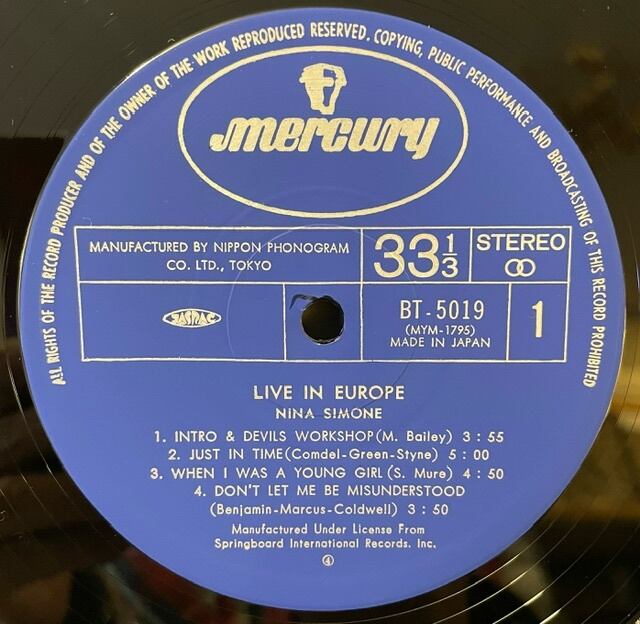 ALL RIGHTS OF THE RECORD PRODUCER AND OF THE OWNER OF THE WORK REPRODUCED RESERVED. COPYING, PUBLIC PERFORMANCE AND BROADCASTING OF THIS RECORD PROHIBITED
mercury
MANUFACTURED BY NIPPON PHONOGRAM
CO. LTD., TOKYO
33 1/3
STEREO
JASRAC
BT-5019
(MYM-1795)
MADE IN JAPAN
1
LIVE IN EUROPE
NINA SIMONE
1. INTRO & DEVILS WORKSHOP(M. Bailey) 3 : 55
2. JUST IN TIME(Comdel-Green-Styne) 5 : 00
3. WHEN I WAS A YOUNG GIRL(S. Mure) 4 : 50
4. DON'T LET ME BE MISUNDERSTOOD
(Benjamin-Marcus-Coldwell) 3 : 50
Manufactured Under License From
Springboard International Records. Inc.
④